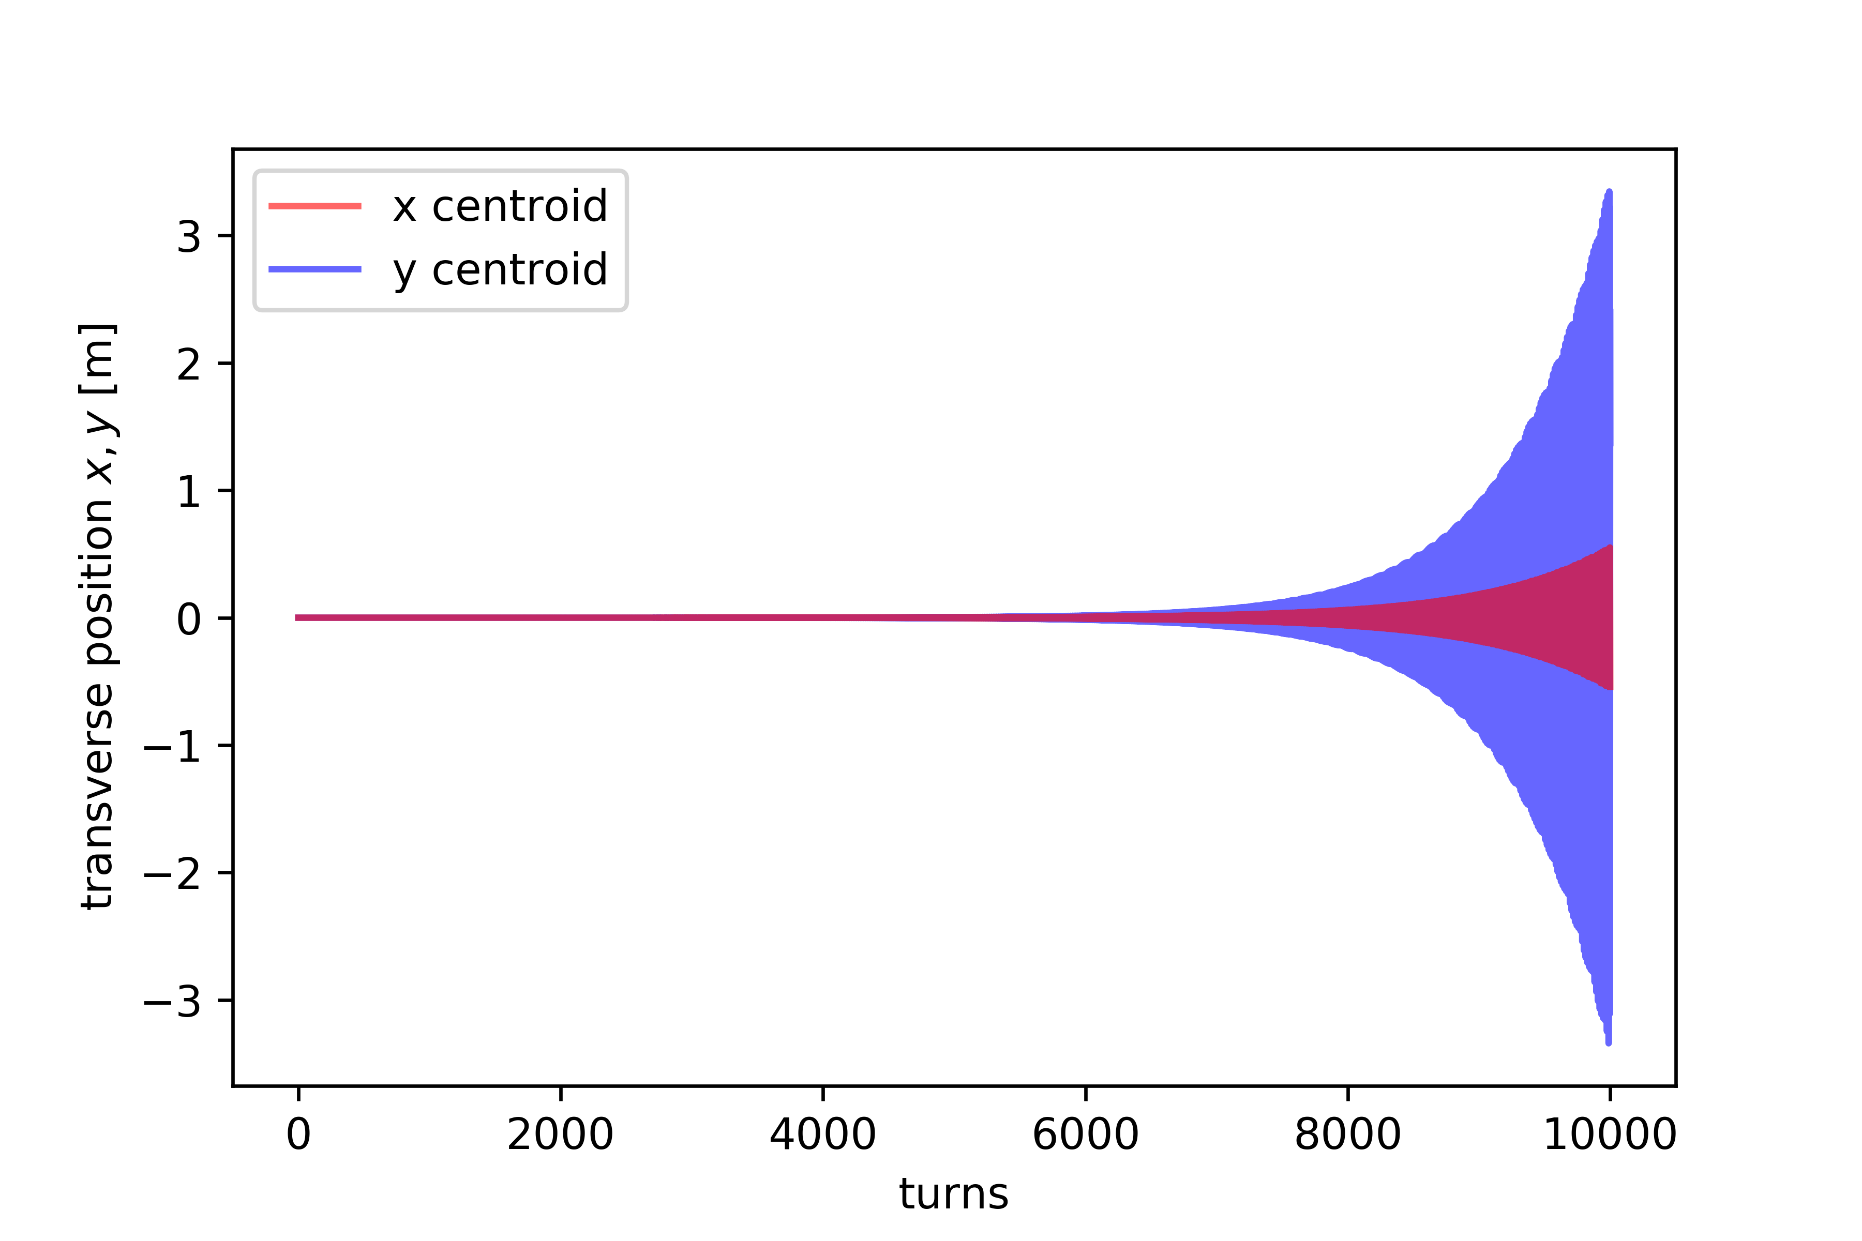 x centroid
y centroid
transverse position x, y [m]
3
2
1
0
−1
−2
−3
0 2000 4000 6000 8000 10000
turns